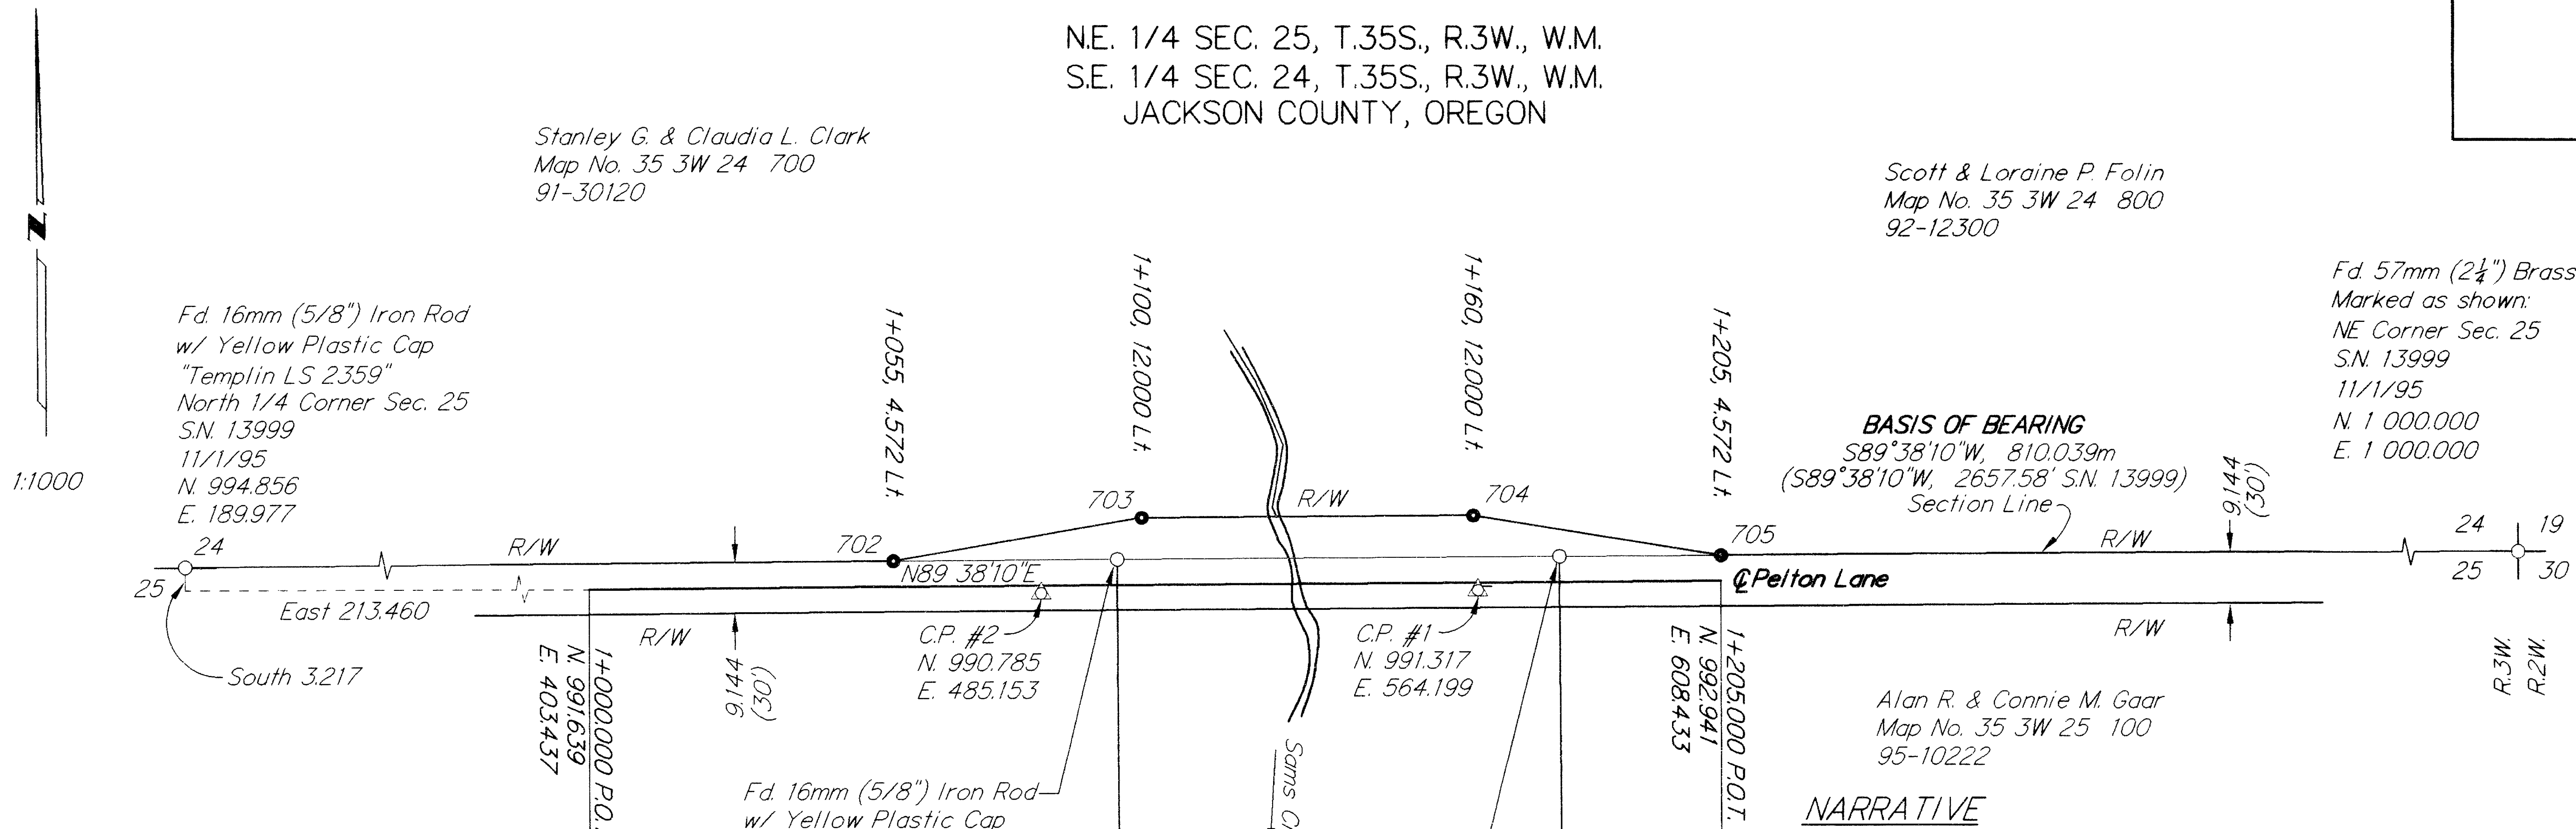 N.E. 1/4 SEC. 25, T.35S., R.3W., W.M.
S.E. 1/4 SEC. 24, T.35S., R.3W., W.M.
JACKSON COUNTY, OREGON
Stanley G. & Claudia L. Clark
Map No. 35 3W 24 700
91-30120
Scott & Loraine P. Folin
Map No. 35 3W 24 800
92-12300
N
1:1000
Fd. 16mm (5/8") Iron Rod
w/ Yellow Plastic Cap
"Templin LS 2359"
North 1/4 Corner Sec. 25
S.N. 13999
11/1/95
N. 994.856
E. 189.977
1+055, 4.572 Lt.
1+100, 12.000 Lt.
1+160, 12.000 Lt.
1+205, 4.572 Lt.
Fd. 57mm (2¼") Brass
Marked as shown:
NE Corner Sec. 25
S.N. 13999
11/1/95
N. 1 000.000
E. 1 000.000
BASIS OF BEARING
S89°38'10"W, 810.039m
(S89°38'10"W, 2657.58' S.N. 13999)
Section Line
9.144
(30')
703
R/W
704
24
R/W
702
705
R/W
24
19
25
N89 38'10"E
℄ Pelton Lane
25
30
East 213.460
R/W
R/W
South 3.217
9.144
(30')
C.P. #2
N. 990.785
E. 485.153
C.P. #1
N. 991.317
E. 564.199
1+000.000 P.O.
N. 991.639
E. 403.437
1+205.000 P.O.T.
N. 992.941
E. 608.433
R.3W.
R.2W.
Alan R. & Connie M. Gaar
Map No. 35 3W 25 100
95-10222
Sams
Fd. 16mm (5/8") Iron Rod
w/ Yellow Plastic Cap
NARRATIVE